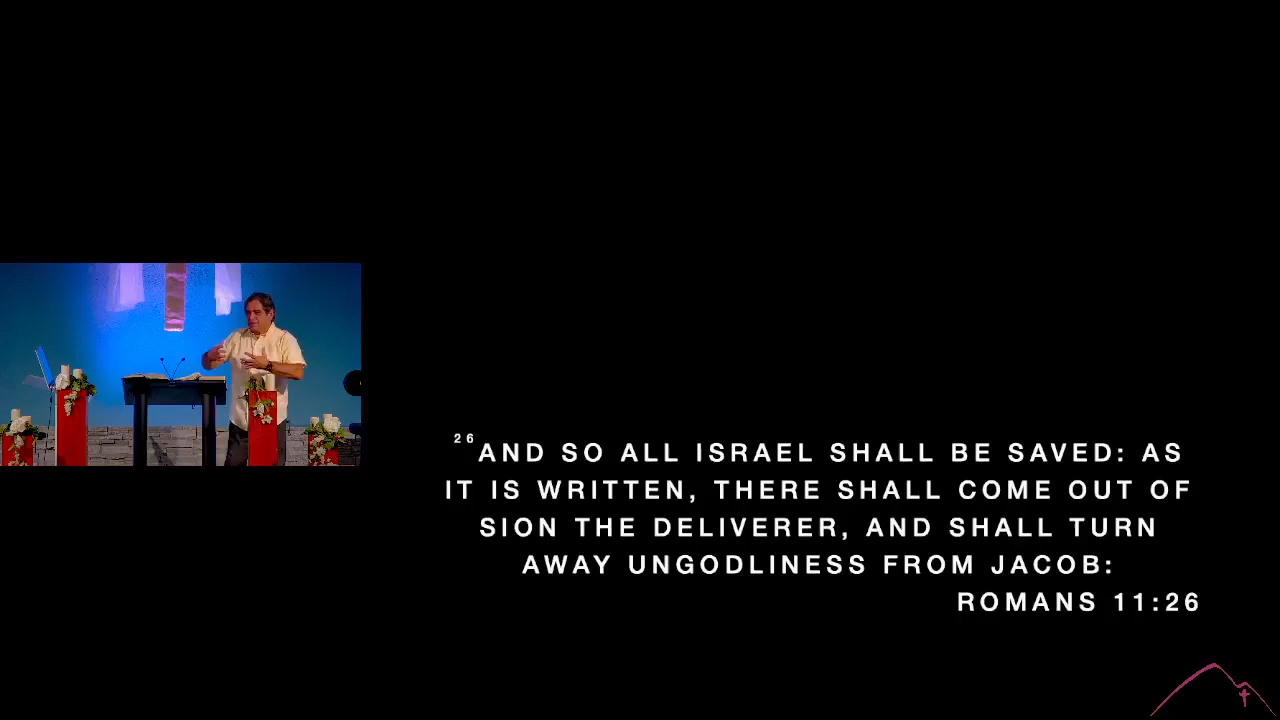 26AND SO ALL ISRAEL SHALL BE SAVED: AS
IT IS WRITTEN, THERE SHALL COME OUT OF
SION THE DELIVERER, AND SHALL TURN
AWAY UNGODLINESS FROM JACOB:
ROMANS 11:26